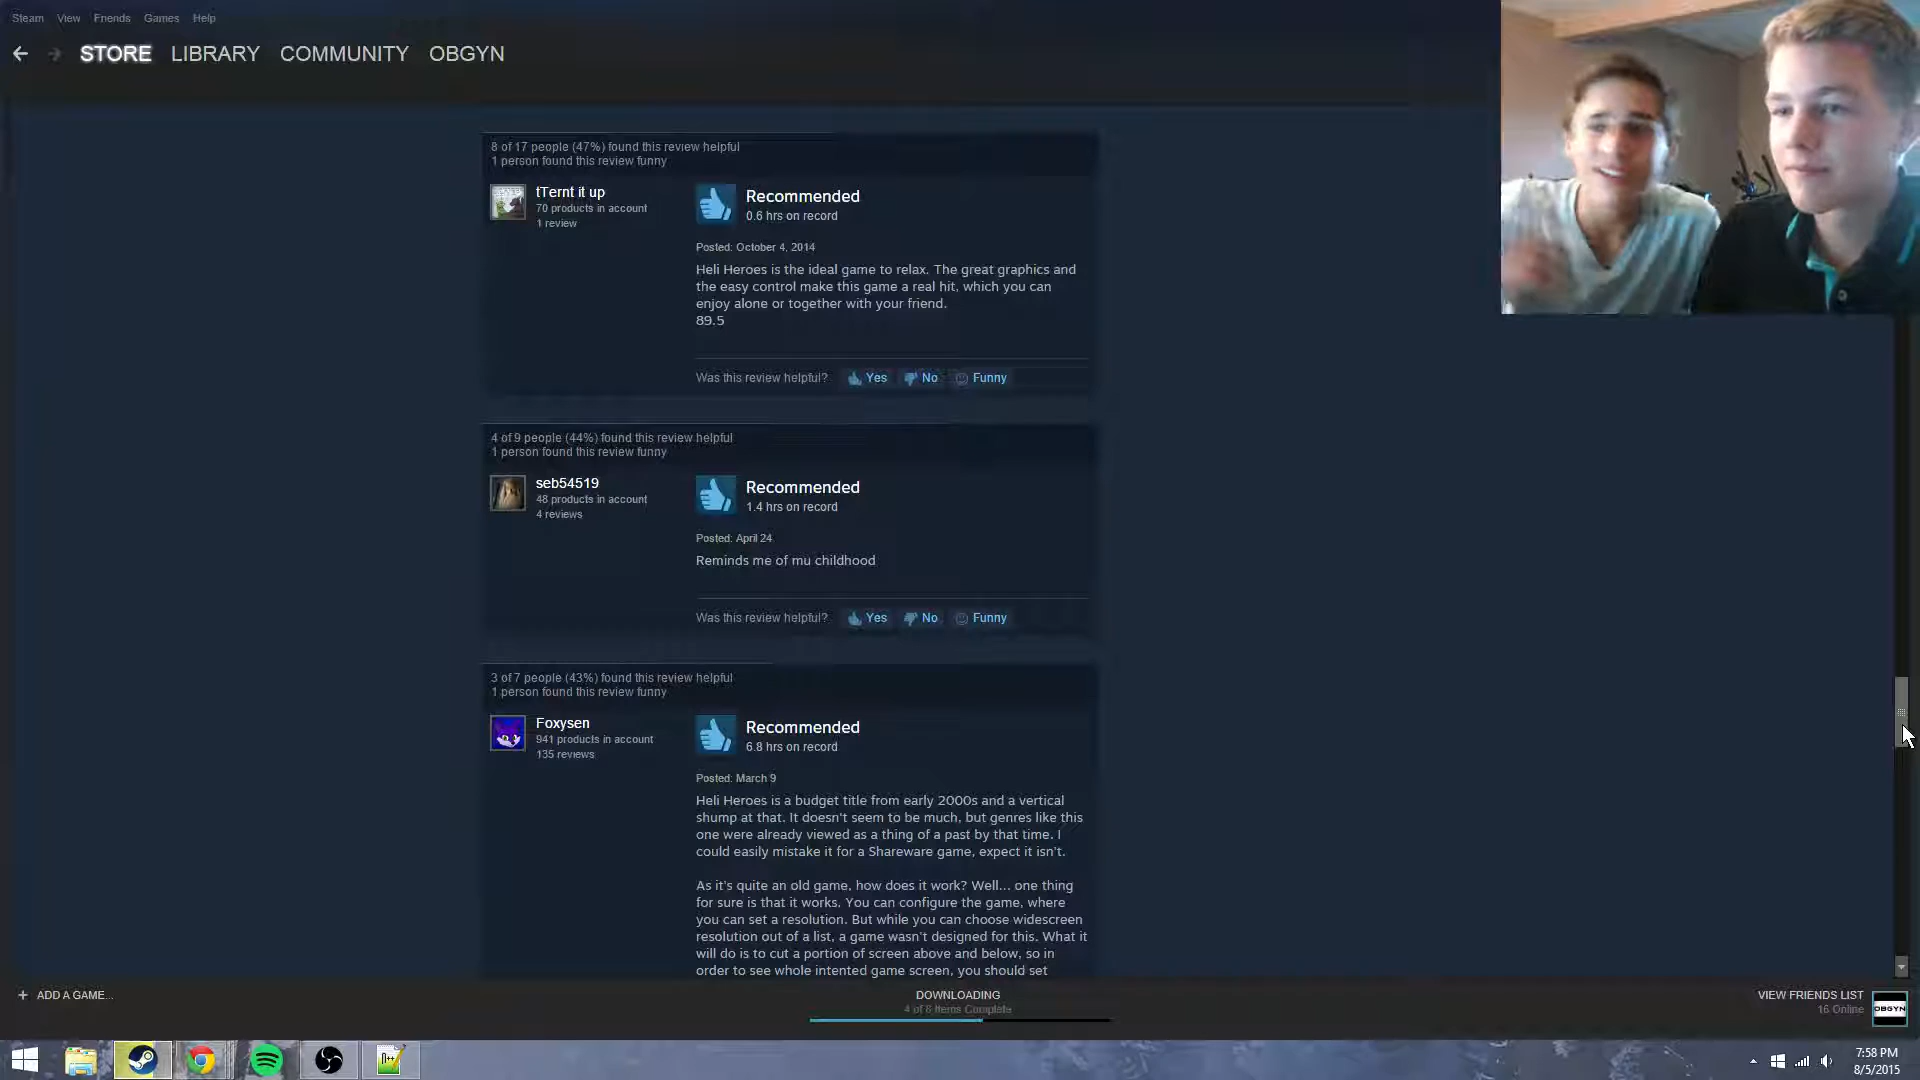 Steam View Friends Games Help
STORE LIBRARY COMMUNITY OBGYN
8 of 17 people (47%) found this review helpful
1 person found this review funny
tTernt it up
70 products in account
1 review
Recommended
0.6 hrs on record
Posted: October 4, 2014
Heli Heroes is the ideal game to relax. The great graphics and
the easy control make this game a real hit, which you can
enjoy alone or together with your friend.
89.5
Was this review helpful? Yes No Funny
4 of 9 people (44%) found this review helpful
1 person found this review funny
seb54519
48 products in account
4 reviews
Recommended
1.4 hrs on record
Posted: April 24
Reminds me of mu childhood
Was this review helpful? Yes No Funny
3 of 7 people (43%) found this review helpful
1 person found this review funny
Foxysen
941 products in account
135 reviews
Recommended
6.8 hrs on record
Posted: March 9
Heli Heroes is a budget title from early 2000s and a vertical
shump at that. It doesn't seem to be much, but genres like this
one were already viewed as a thing of a past by that time. I
could easily mistake it for a Shareware game, expect it isn't.
As it's quite an old game, how does it work? Well... one thing
for sure is that it works. You can configure the game, where
you can set a resolution. But while you can choose widescreen
resolution out of a list, a game wasn't designed for this. What it
will do is to cut a portion of screen above and below, so in
order to see whole intented game screen, you should set
+ ADD A GAME...
DOWNLOADING
4 of 8 Items Complete
VIEW FRIENDS LIST
16 Online
OBGYN
7:58 PM
8/5/2015